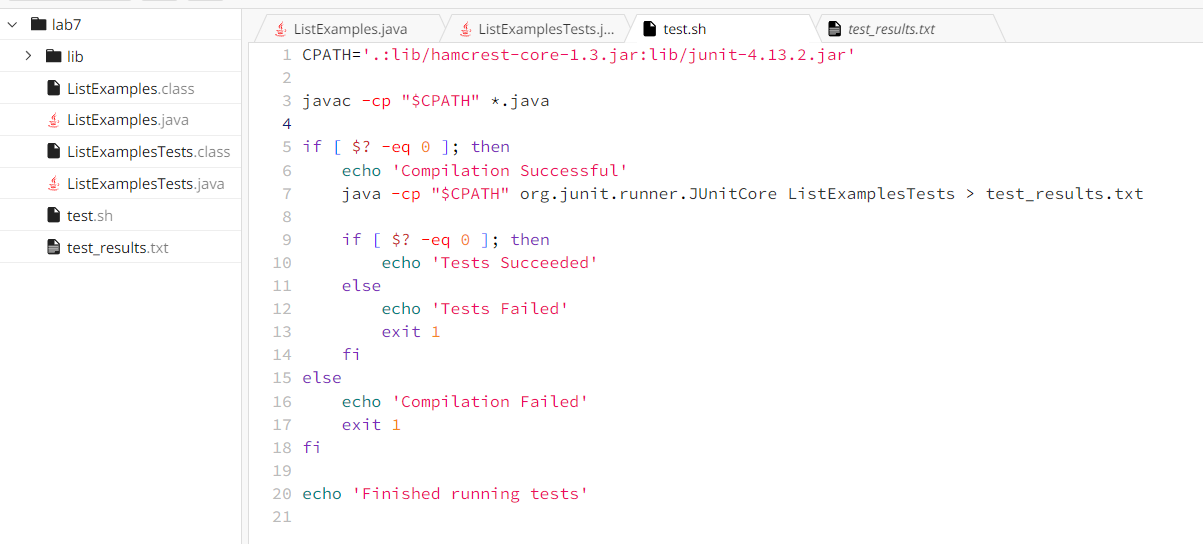 lab7
lib
ListExamples.class
ListExamples.java
ListExamplesTests.class
ListExamplesTests.java
test.sh
test_results.txt
ListExamples.java
ListExamplesTests.j...
test.sh
test_results.txt
1 CPATH='.:lib/hamcrest-core-1.3.jar:lib/junit-4.13.2.jar'
2
3 javac -cp "$CPATH" *.java
4
5 if [ $? -eq 0 ]; then
6     echo 'Compilation Successful'
7     java -cp "$CPATH" org.junit.runner.JUnitCore ListExamplesTests > test_results.txt
8
9     if [ $? -eq 0 ]; then
10         echo 'Tests Succeeded'
11     else
12         echo 'Tests Failed'
13         exit 1
14     fi
15 else
16     echo 'Compilation Failed'
17     exit 1
18 fi
19
20 echo 'Finished running tests'
21